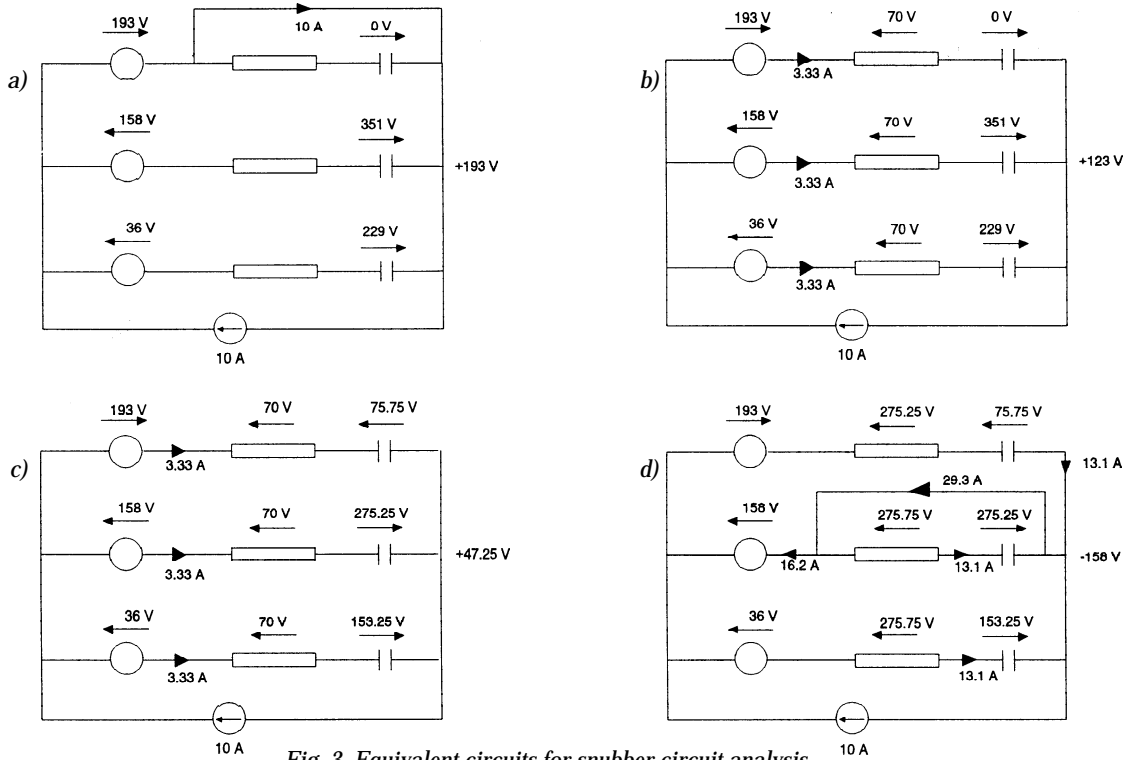 a)
193 V
10 A
0 V
158 V
351 V
+193 V
36 V
229 V
10 A
b)
193 V
70 V
0 V
3.33 A
158 V
70 V
351 V
+123 V
3.33 A
36 V
70 V
229 V
3.33 A
10 A
c)
193 V
70 V
75.75 V
3.33 A
158 V
70 V
275.25 V
+47.25 V
3.33 A
36 V
70 V
153.25 V
3.33 A
10 A
d)
193 V
275.25 V
75.75 V
13.1 A
29.3 A
158 V
275.75 V
275.25 V
-158 V
16.2 A
13.1 A
36 V
275.75 V
153.25 V
13.1 A
10 A
Fig. 3 Equivalent circuits for snubber circuit analysis